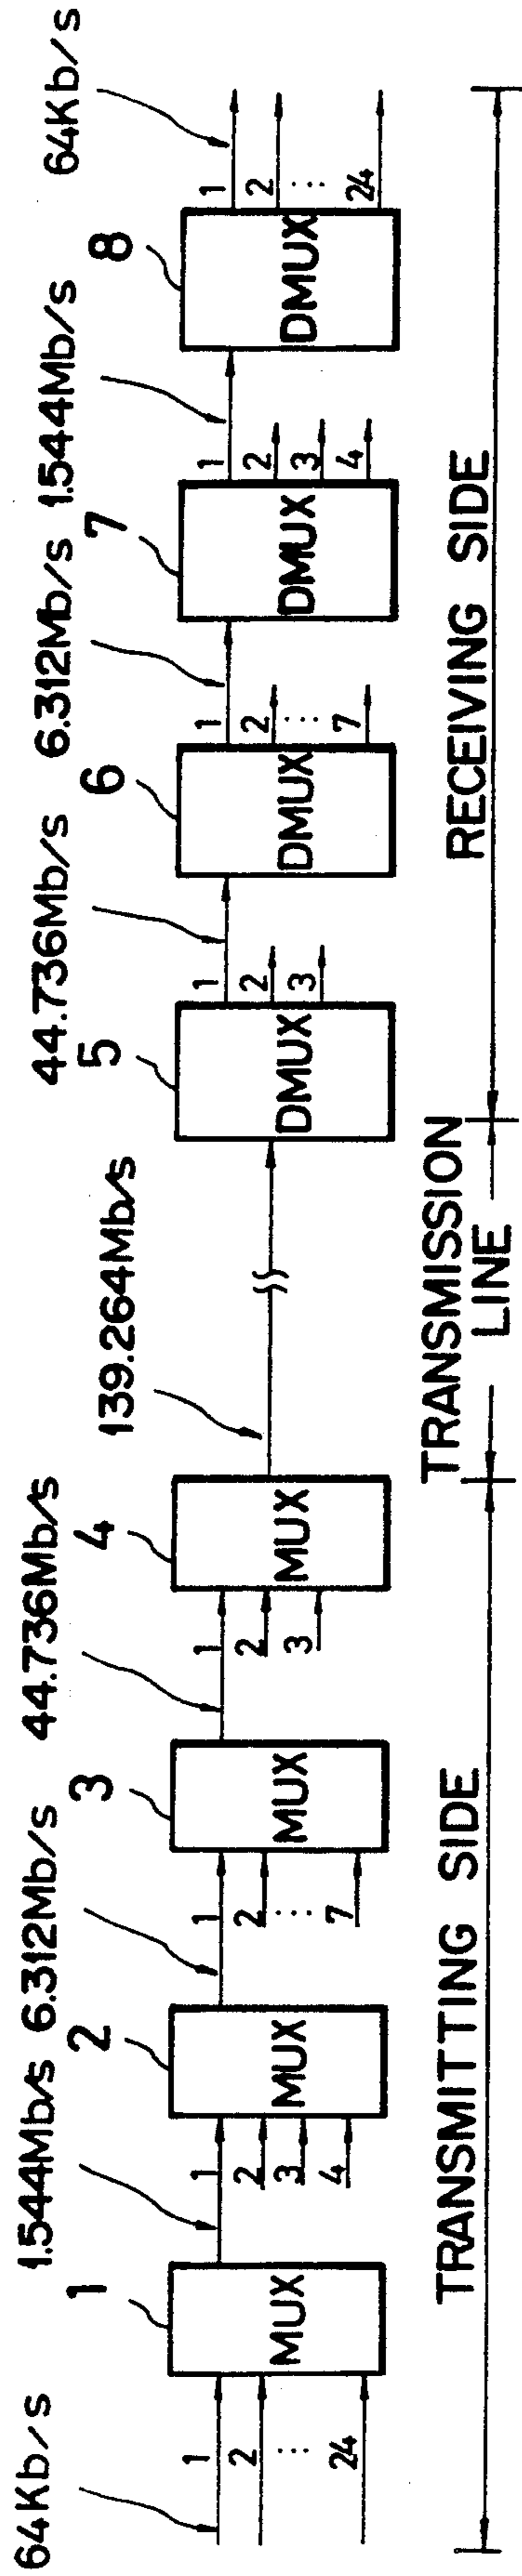 64Kb/s 1.544Mb/s 6.312Mb/s 44.736Mb/s 139.264Mb/s 44.736Mb/s 6.312Mb/s 1.544Mb/s 64Kb/s
1 2 3 4 5 6 7 8
1 1 1 1 1 1 1 1
2 2 2 2 2 2 2 2
⋮ 3 ⋮ 3 3 ⋮ 3 ⋮
24 4 7 7 4 24
MUX MUX MUX MUX DMUX DMUX DMUX DMUX
TRANSMITTING SIDE
TRANSMISSION
LINE
RECEIVING SIDE